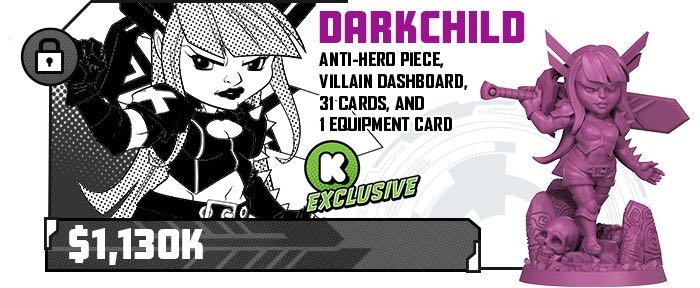 DARKCHILD
ANTI-HERO PIECE,
VILLAIN DASHBOARD,
31 CARDS, AND
1 EQUIPMENT CARD
K
EXCLUSIVE
$1,130K